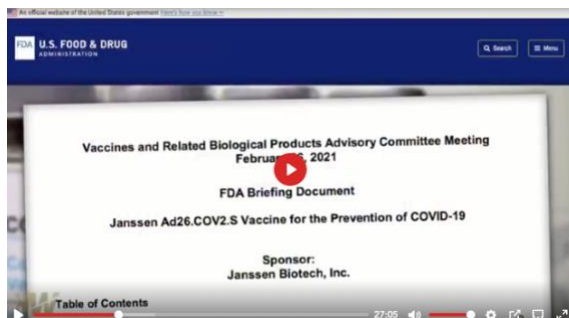 An official website of the United States government Here's how you know
FDA U.S. FOOD & DRUG
ADMINISTRATION
Search
Menu
Vaccines and Related Biological Products Advisory Committee Meeting
2021
FDA Briefing Document
Janssen Ad26.COV2.S Vaccine for the Prevention of COVID-19
Sponsor:
Janssen Biotech, Inc.
Table of Contents
27:05